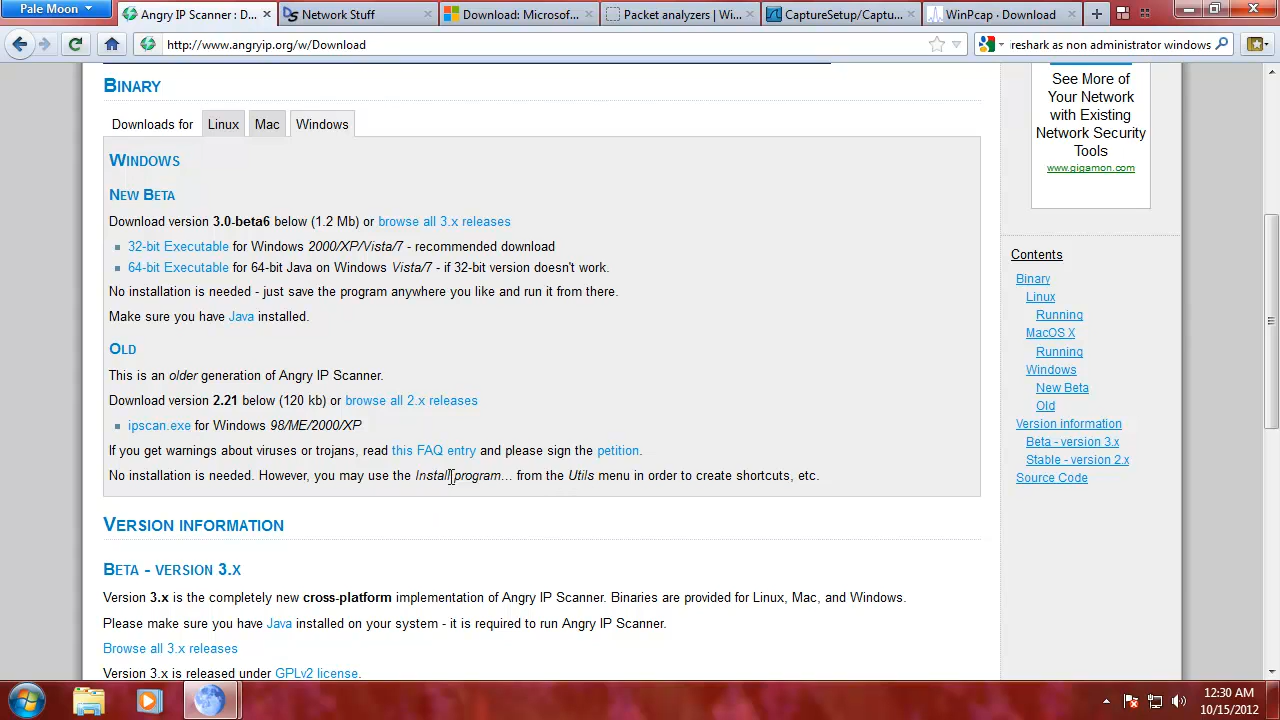 Pale Moon
Angry IP Scanner : D...
Network Stuff
Download: Microsof...
Packet analyzers | Wi...
CaptureSetup/Captu...
WinPcap · Download
http://www.angryip.org/w/Download
reshark as non administrator windows
Binary
Downloads for Linux Mac Windows
Windows
New Beta
Download version 3.0-beta6 below (1.2 Mb) or browse all 3.x releases
32-bit Executable for Windows 2000/XP/Vista/7 - recommended download
64-bit Executable for 64-bit Java on Windows Vista/7 - if 32-bit version doesn't work.
No installation is needed - just save the program anywhere you like and run it from there.
Make sure you have Java installed.
Old
This is an older generation of Angry IP Scanner.
Download version 2.21 below (120 kb) or browse all 2.x releases
ipscan.exe for Windows 98/ME/2000/XP
If you get warnings about viruses or trojans, read this FAQ entry and please sign the petition.
No installation is needed. However, you may use the Install program... from the Utils menu in order to create shortcuts, etc.
Version information
Beta - version 3.x
Version 3.x is the completely new cross-platform implementation of Angry IP Scanner. Binaries are provided for Linux, Mac, and Windows.
Please make sure you have Java installed on your system - it is required to run Angry IP Scanner.
Browse all 3.x releases
Version 3.x is released under GPLv2 license.
See More of
Your Network
with Existing
Network Security
Tools
www.gigamon.com
Contents
Binary
Linux
Running
MacOS X
Running
Windows
New Beta
Old
Version information
Beta - version 3.x
Stable - version 2.x
Source Code
12:30 AM
10/15/2012